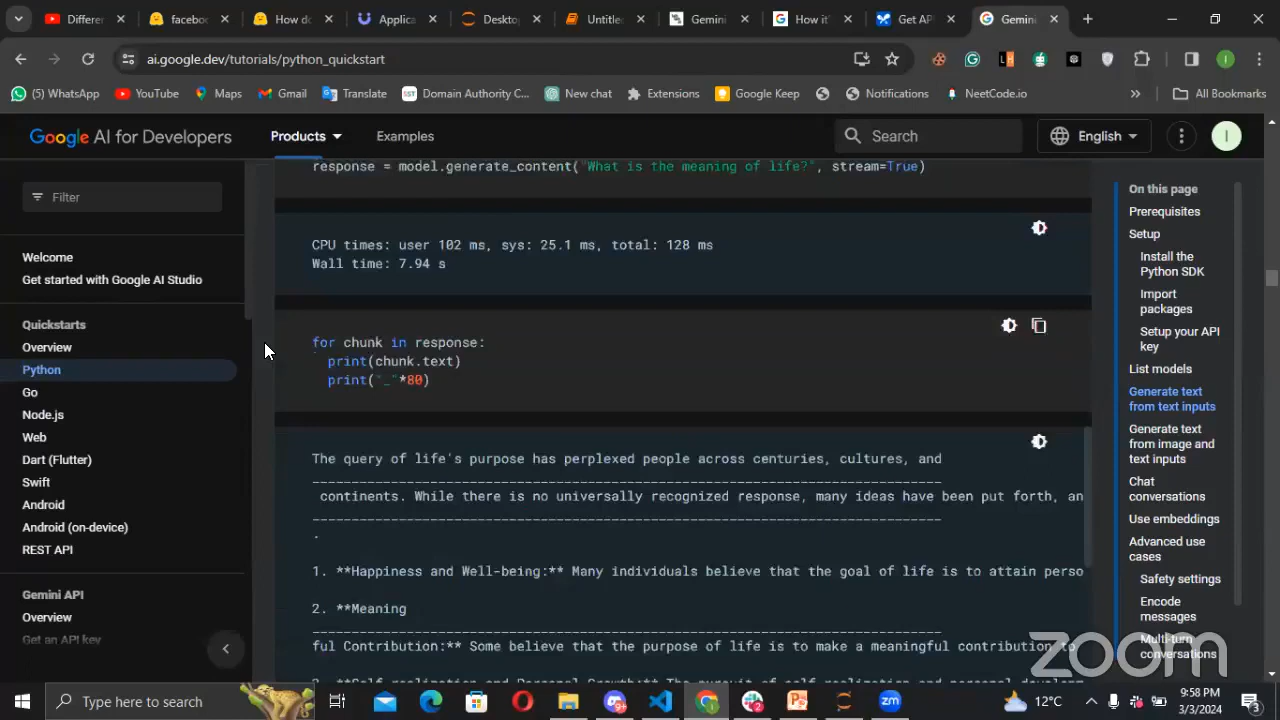 Differer
facebook
How do
Applica
Deskto
Untitle
Gemini
How it'
Get AP
Gemini
ai.google.dev/tutorials/python_quickstart
(5) WhatsApp
YouTube
Maps
Gmail
Translate
Domain Authority C...
New chat
Extensions
Google Keep
Notifications
NeetCode.io
All Bookmarks
Google AI for Developers
Products
Examples
Search
English
I
Filter
Welcome
Get started with Google AI Studio
Quickstarts
Overview
Python
Go
Node.js
Web
Dart (Flutter)
Swift
Android
Android (on-device)
REST API
Gemini API
Overview
Get an API key
response = model.generate_content("What is the meaning of life?", stream=True)
CPU times: user 102 ms, sys: 25.1 ms, total: 128 ms
Wall time: 7.94 s
for chunk in response:
print(chunk.text)
print("_"*80)
The query of life's purpose has perplexed people across centuries, cultures, and
________________________________________________________________________________
continents. While there is no universally recognized response, many ideas have been put forth, an
________________________________________________________________________________
.
1. **Happiness and Well-being:** Many individuals believe that the goal of life is to attain perso
2. **Meaning
________________________________________________________________________________
ful Contribution:** Some believe that the purpose of life is to make a meaningful contribution to
On this page
Prerequisites
Setup
Install the
Python SDK
Import
packages
Setup your API
key
List models
Generate text
from text inputs
Generate text
from image and
text inputs
Chat
conversations
Use embeddings
Advanced use
cases
Safety settings
Encode
messages
Multi-turn
conversations
zoom
Type here to search
12°C
9:58 PM
3/3/2024